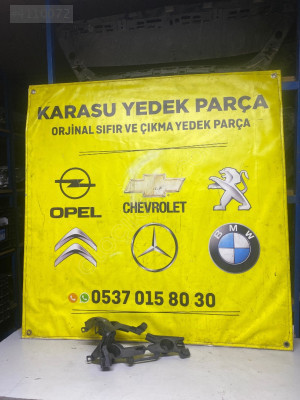 KARASU YEDEK PARÇA
ORJİNAL SIFIR VE ÇIKMA YEDEK PARÇA
OPEL
CHEVROLET
BMW
0537 015 80 30